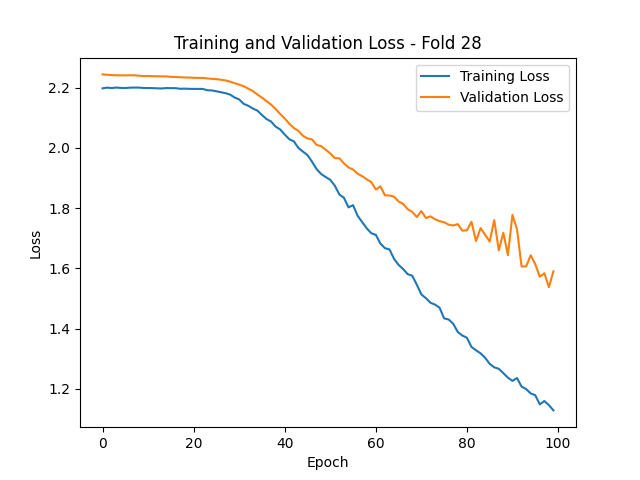 Training and Validation Loss - Fold 28
Training Loss
Validation Loss
Loss
2.2
2.0
1.8
1.6
1.4
1.2
0 20 40 60 80 100
Epoch